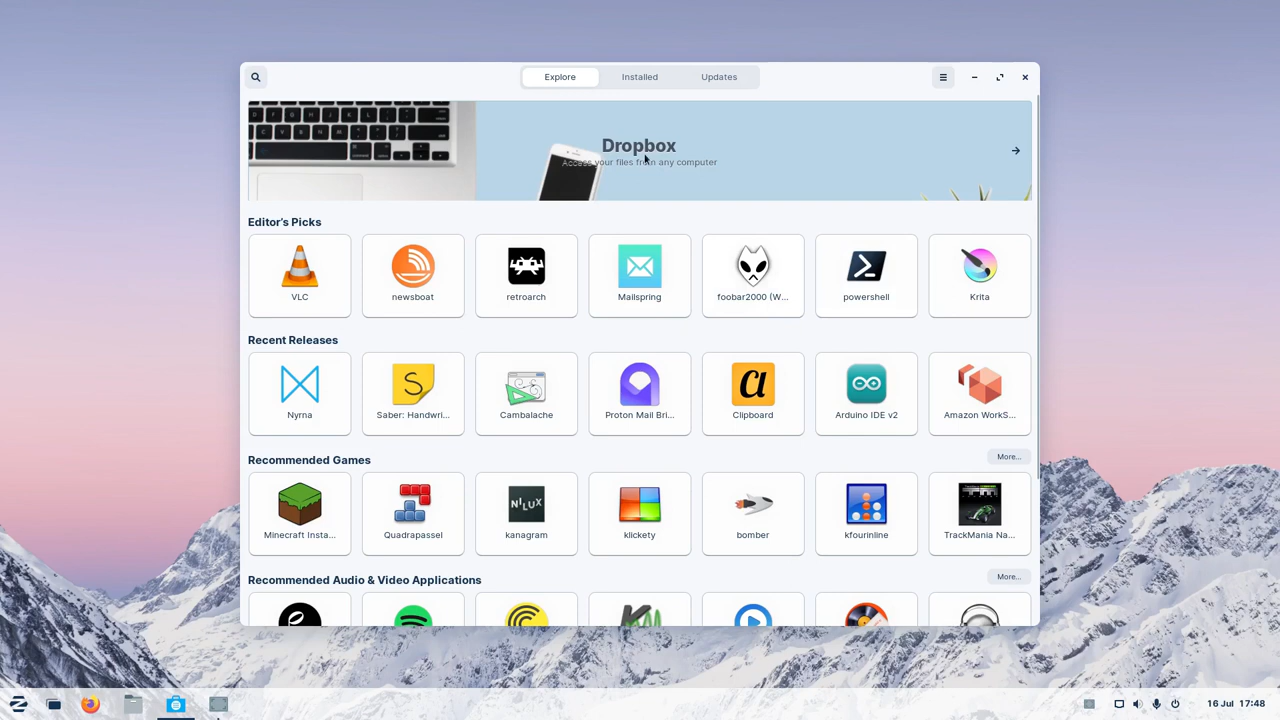 Explore Installed Updates
Dropbox
Access your files from any computer
Editor's Picks
VLC newsboat retroarch Mailspring foobar2000 (W... powershell Krita
Recent Releases
Nyrna Saber: Handwri... Cambalache Proton Mail Bri... Clipboard Arduino IDE v2 Amazon WorkS...
Recommended Games More...
NILUX
Minecraft Insta... Quadrapassel kanagram klickety bomber kfourinline TrackMania Na...
Recommended Audio & Video Applications More...
16 Jul 17:48